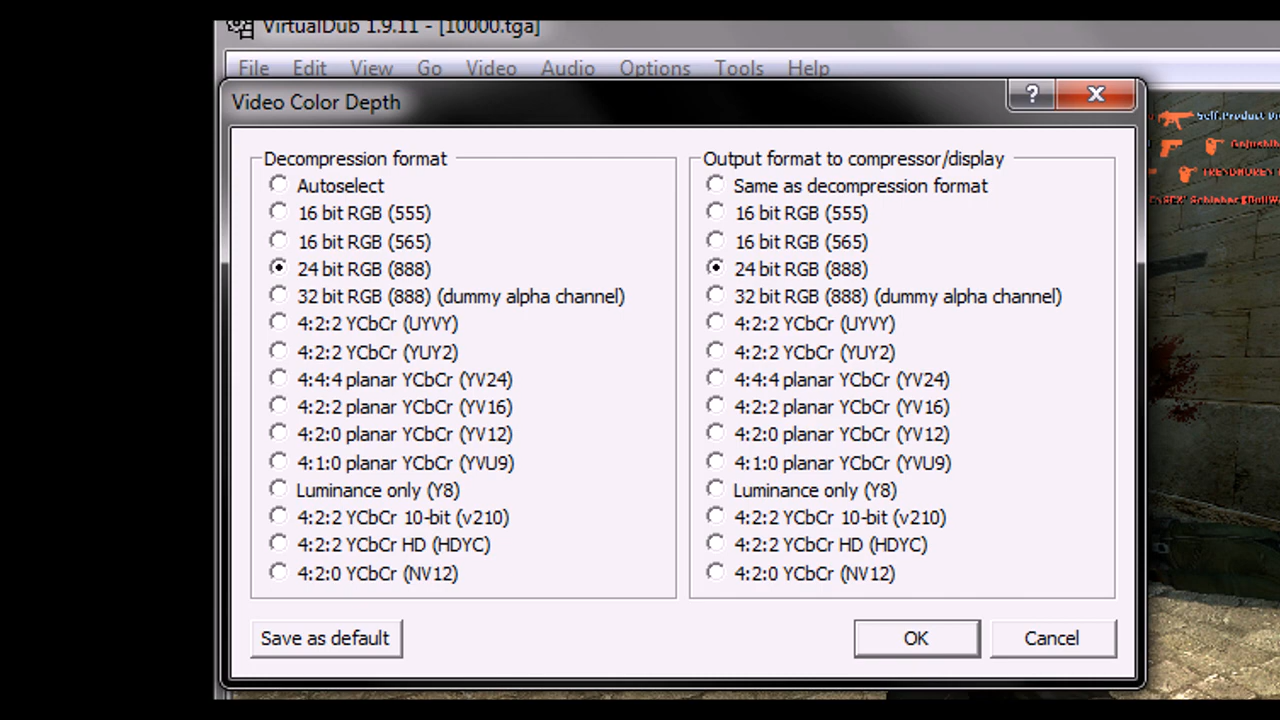 VirtualDub 1.9.11 - [10000.tga]
File Edit View Go Video Audio Options Tools Help
Video Color Depth
?
X
Decompression format
Autoselect
16 bit RGB (555)
16 bit RGB (565)
24 bit RGB (888)
32 bit RGB (888) (dummy alpha channel)
4:2:2 YCbCr (UYVY)
4:2:2 YCbCr (YUY2)
4:4:4 planar YCbCr (YV24)
4:2:2 planar YCbCr (YV16)
4:2:0 planar YCbCr (YV12)
4:1:0 planar YCbCr (YVU9)
Luminance only (Y8)
4:2:2 YCbCr 10-bit (v210)
4:2:2 YCbCr HD (HDYC)
4:2:0 YCbCr (NV12)
Output format to compressor/display
Same as decompression format
16 bit RGB (555)
16 bit RGB (565)
24 bit RGB (888)
32 bit RGB (888) (dummy alpha channel)
4:2:2 YCbCr (UYVY)
4:2:2 YCbCr (YUY2)
4:4:4 planar YCbCr (YV24)
4:2:2 planar YCbCr (YV16)
4:2:0 planar YCbCr (YV12)
4:1:0 planar YCbCr (YVU9)
Luminance only (Y8)
4:2:2 YCbCr 10-bit (v210)
4:2:2 YCbCr HD (HDYC)
4:2:0 YCbCr (NV12)
Save as default
OK
Cancel
Self.Product